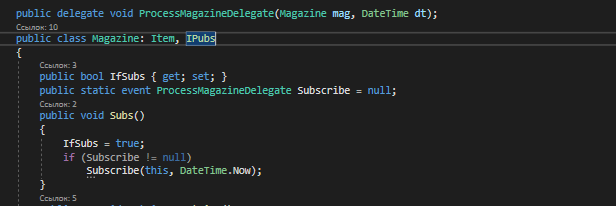 public delegate void ProcessMagazineDelegate(Magazine mag, DateTime dt);
Ссылок: 10
public class Magazine: Item, IPubs
{
Ссылок: 3
public bool IfSubs { get; set; }
public static event ProcessMagazineDelegate Subscribe = null;
Ссылок: 2
public void Subs()
{
IfSubs = true;
if (Subscribe != null)
Subscribe(this, DateTime.Now);
}
Ссылок: 5